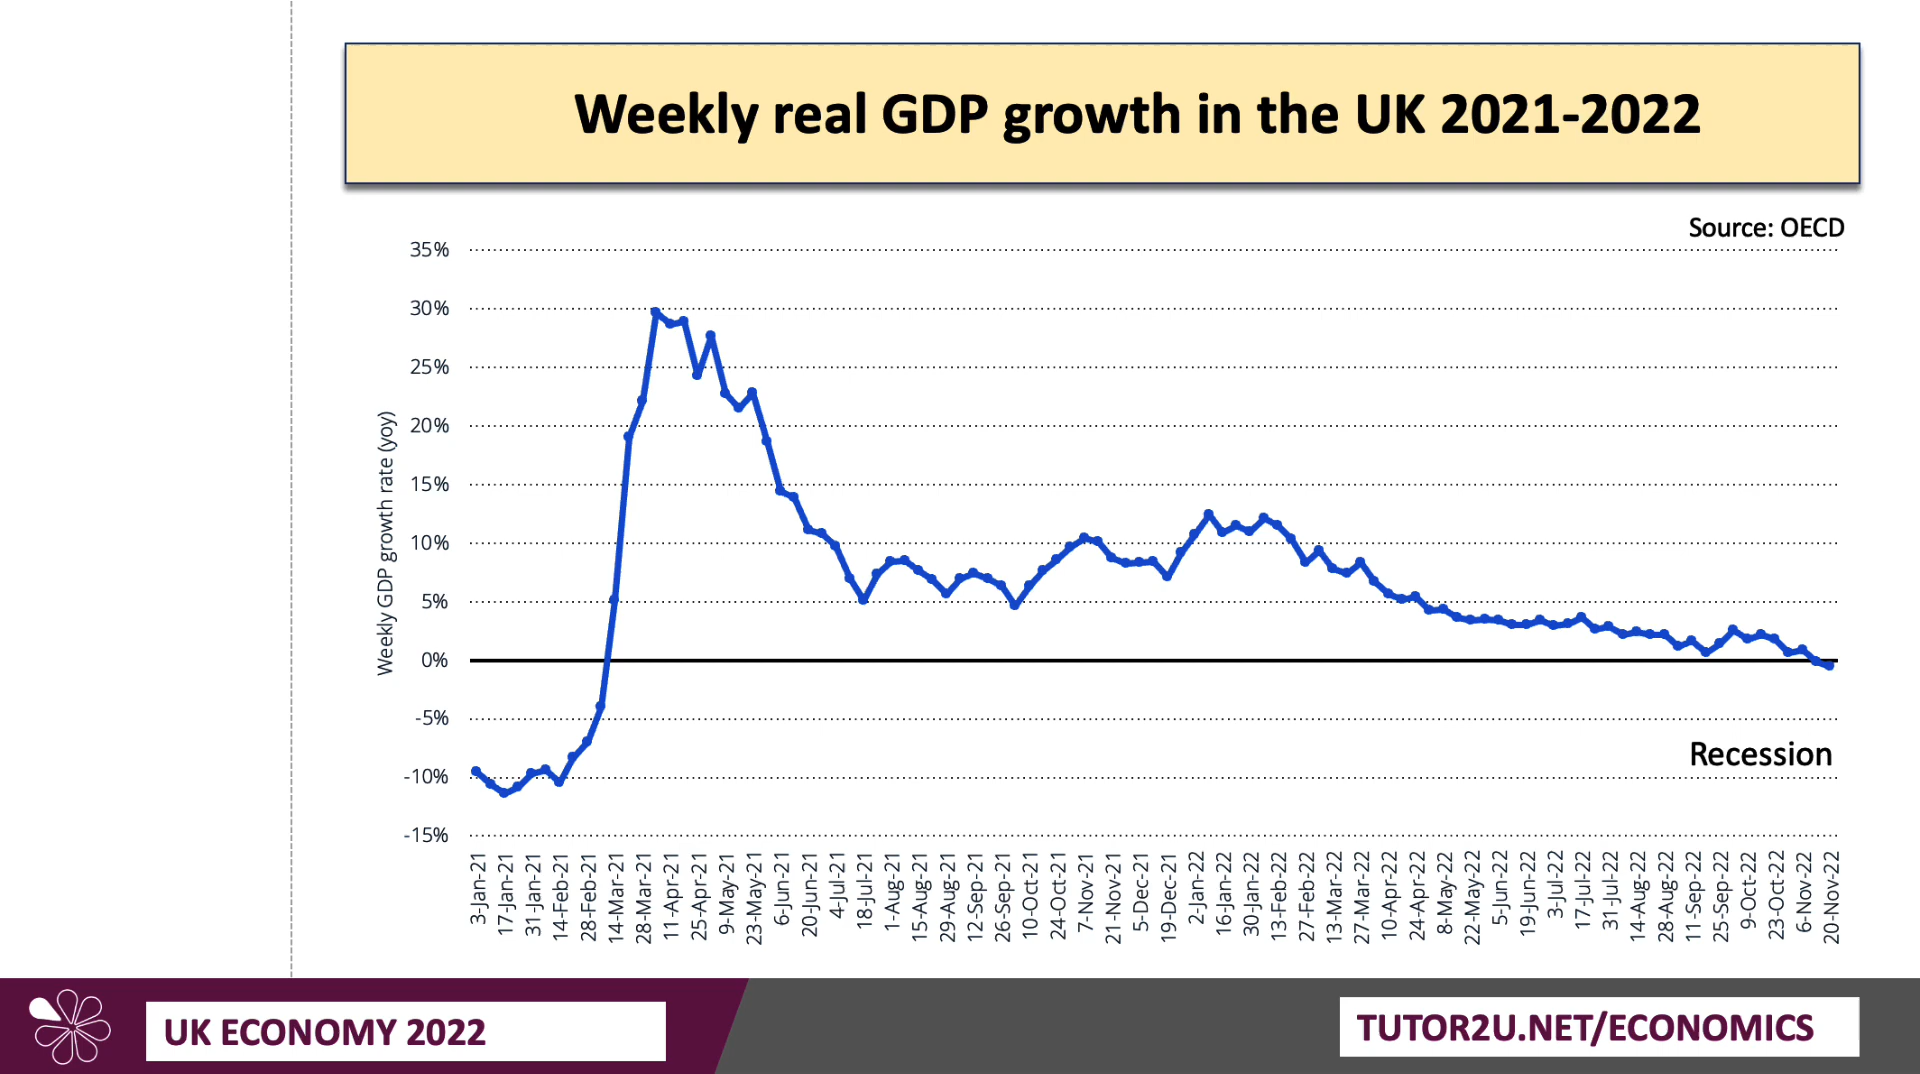 Weekly real GDP growth in the UK 2021-2022
Source: OECD
Weekly GDP growth rate (yoy)
35%
30%
25%
20%
15%
10%
5%
0%
-5%
-10%
-15%
Recession
3-Jan-21
17-Jan-21
31-Jan-21
14-Feb-21
28-Feb-21
14-Mar-21
28-Mar-21
11-Apr-21
25-Apr-21
9-May-21
23-May-21
6-Jun-21
20-Jun-21
4-Jul-21
18-Jul-21
1-Aug-21
15-Aug-21
29-Aug-21
12-Sep-21
26-Sep-21
10-Oct-21
24-Oct-21
7-Nov-21
21-Nov-21
5-Dec-21
19-Dec-21
2-Jan-22
16-Jan-22
30-Jan-22
13-Feb-22
27-Feb-22
13-Mar-22
27-Mar-22
10-Apr-22
24-Apr-22
8-May-22
22-May-22
5-Jun-22
19-Jun-22
3-Jul-22
17-Jul-22
31-Jul-22
14-Aug-22
28-Aug-22
11-Sep-22
25-Sep-22
9-Oct-22
23-Oct-22
6-Nov-22
20-Nov-22
UK ECONOMY 2022
TUTOR2U.NET/ECONOMICS